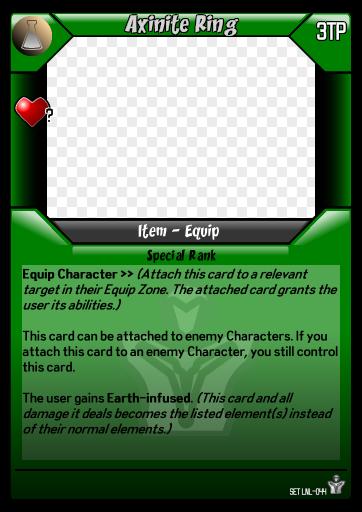 Axinite Ring
3TP
?
Item - Equip
Special Rank
Equip Character >> (Attach this card to a relevant
target in their Equip Zone. The attached card grants the
user its abilities.)
This card can be attached to enemy Characters. If you
attach this card to an enemy Character, you still control
this card.
The user gains Earth-infused. (This card and all
damage it deals becomes the listed element(s) instead
of their normal elements.)
SET LNL-044